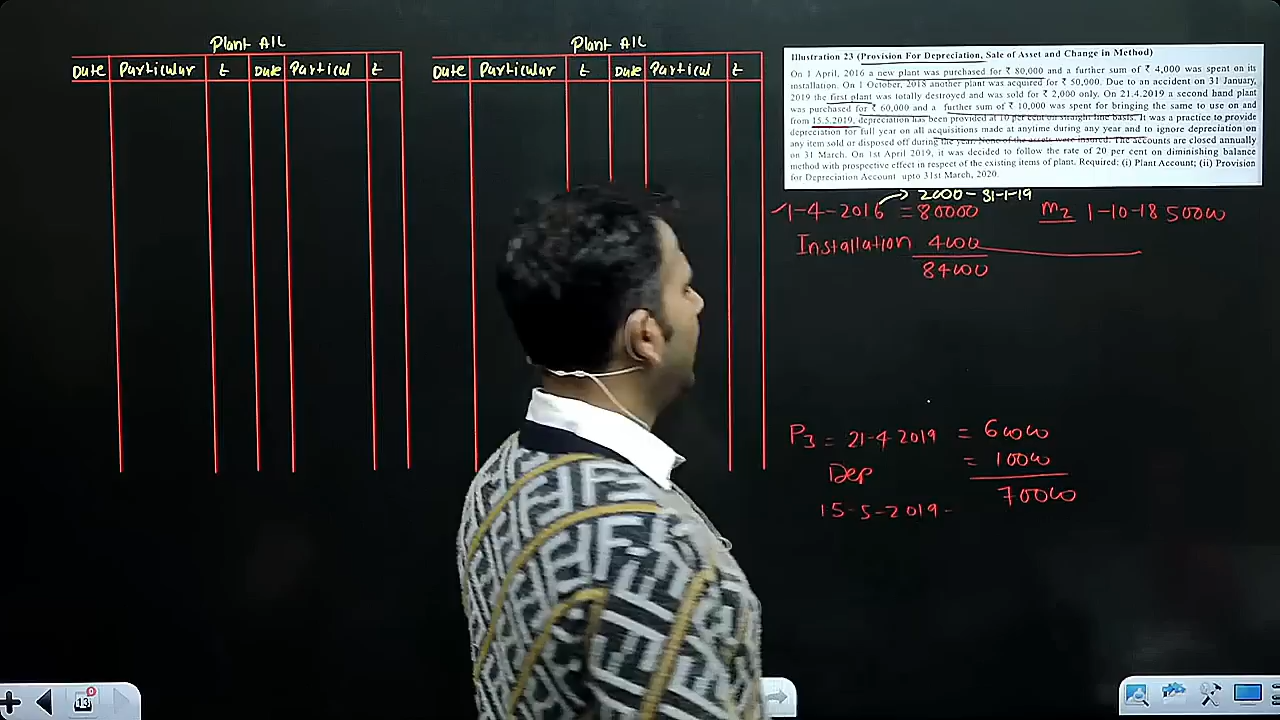 Plant A/c
Date Particular ₹ Date Particul ₹
Plant A/c
Date Particular ₹ Date Particul ₹
Illustration 23 (Provision For Depreciation, Sale of Asset and Change in Method)
On 1 April, 2016 a new plant was purchased for ₹ 80,000 and a further sum of ₹ 4,000 was spent on its
installation. On 1 October, 2018 another plant was acquired for ₹ 50,000. Due to an accident on 31 January,
2019 the first plant was totally destroyed and was sold for ₹ 2,000 only. On 21.4.2019 a second hand plant
was purchased for ₹ 60,000 and a further sum of ₹ 10,000 was spent for bringing the same to use on and
from 15.5.2019, depreciation has been provided at 10 per cent on straight line basis. It was a practice to provide
depreciation for full year on all acquisitions made at anytime during any year and to ignore depreciation on
any item sold or disposed off during the year. None of the assets were insured. The accounts are closed annually
on 31 March. On 1st April 2019, it was decided to follow the rate of 20 per cent on diminishing balance
method with prospective effect in respect of the existing items of plant. Required: (i) Plant Account; (ii) Provision
for Depreciation Account upto 31st March, 2020.
2000 - 31-1-19
1-4-2016 = 80000 M2 1-10-18 50000
Installation 4000
84000
P3 = 21-4-2019 = 60000
Dep = 10000
15-5-2019- 70000
13